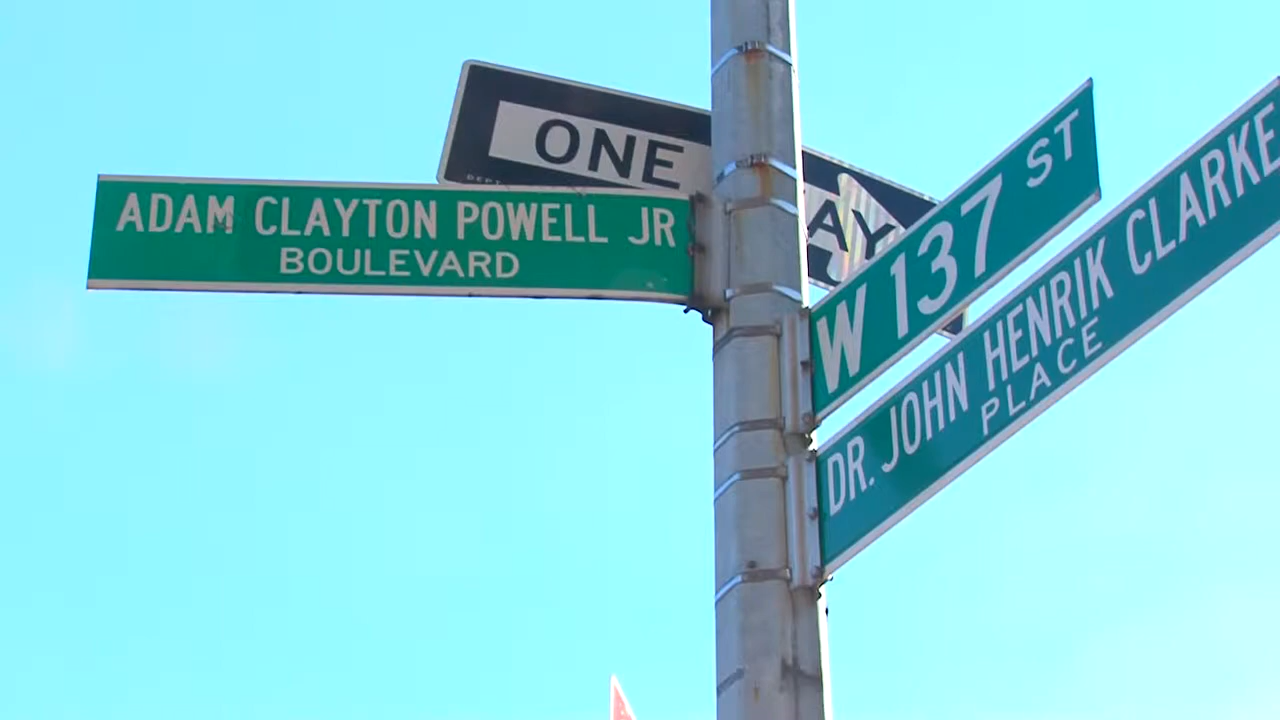 ONE
AY
ADAM CLAYTON POWELL JR
BOULEVARD
W 137 ST
DR. JOHN HENRIK CLARKE
PLACE